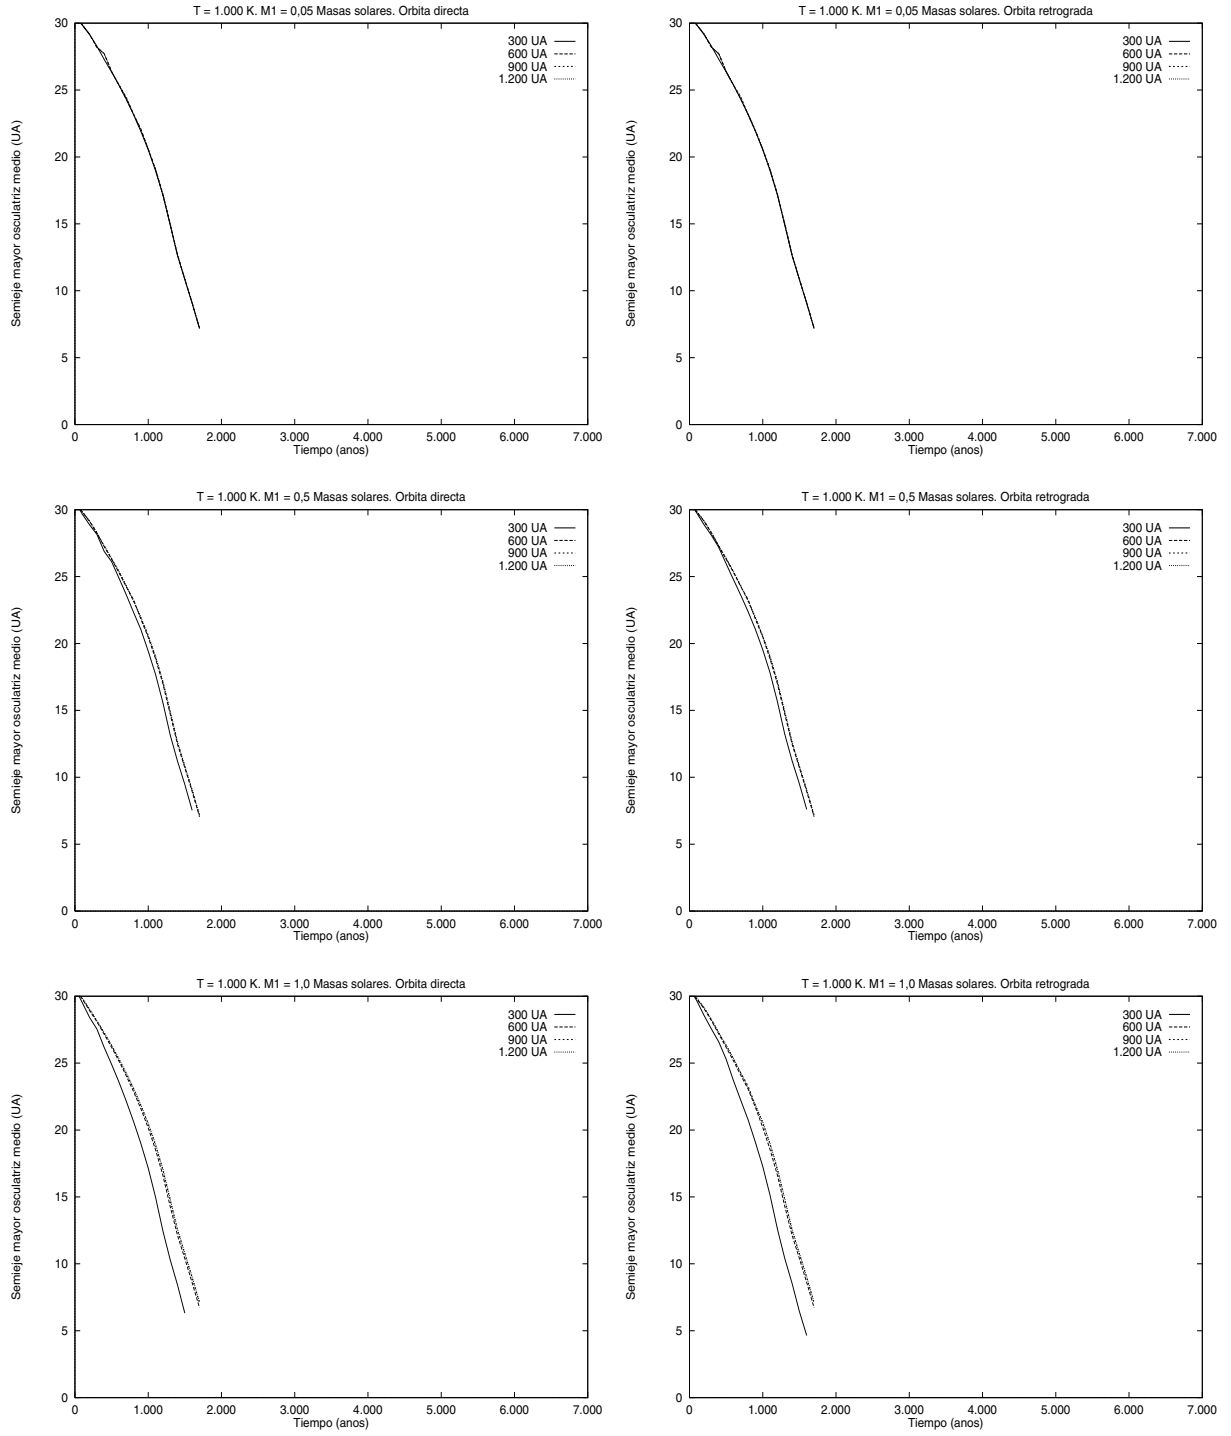 T = 1.000 K. M1 = 0,05 Masas solares. Orbita directa
30
25
20
15
10
5
0
Semieje mayor osculatriz medio (UA)
300 UA
600 UA
900 UA
1.200 UA
0 1.000 2.000 3.000 4.000 5.000 6.000 7.000
Tiempo (anos)
T = 1.000 K. M1 = 0,05 Masas solares. Orbita retrograda
30
25
20
15
10
5
0
Semieje mayor osculatriz medio (UA)
300 UA
600 UA
900 UA
1.200 UA
0 1.000 2.000 3.000 4.000 5.000 6.000 7.000
Tiempo (anos)
T = 1.000 K. M1 = 0,5 Masas solares. Orbita directa
30
25
20
15
10
5
0
Semieje mayor osculatriz medio (UA)
300 UA
600 UA
900 UA
1.200 UA
0 1.000 2.000 3.000 4.000 5.000 6.000 7.000
Tiempo (anos)
T = 1.000 K. M1 = 0,5 Masas solares. Orbita retrograda
30
25
20
15
10
5
0
Semieje mayor osculatriz medio (UA)
300 UA
600 UA
900 UA
1.200 UA
0 1.000 2.000 3.000 4.000 5.000 6.000 7.000
Tiempo (anos)
T = 1.000 K. M1 = 1,0 Masas solares. Orbita directa
30
25
20
15
10
5
0
Semieje mayor osculatriz medio (UA)
300 UA
600 UA
900 UA
1.200 UA
0 1.000 2.000 3.000 4.000 5.000 6.000 7.000
Tiempo (anos)
T = 1.000 K. M1 = 1,0 Masas solares. Orbita retrograda
30
25
20
15
10
5
0
Semieje mayor osculatriz medio (UA)
300 UA
600 UA
900 UA
1.200 UA
0 1.000 2.000 3.000 4.000 5.000 6.000 7.000
Tiempo (anos)